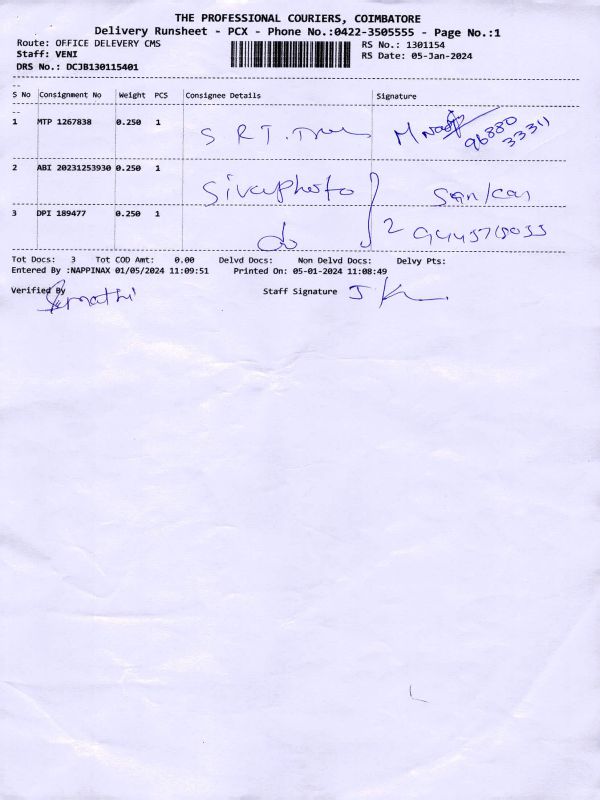 THE PROFESSIONAL COURIERS, COIMBATORE
Delivery Runsheet - PCX - Phone No.:0422-3505555 - Page No.:1
Route: OFFICE DELEVERY CMS RS No.: 1301154
Staff: VENI RS Date: 05-Jan-2024
DRS No.: DCJB130115401
S No Consignment No Weight PCS Consignee Details Signature
1 MTP 1267838 0.250 1 S R T. M
96880
33311
2 ABI 20231253930 0.250 1 Sivaphoto
3 DPI 189477 0.250 1 do 2
Tot Docs: 3 Tot COD Amt: 0.00 Delvd Docs: Non Delvd Docs: Delvy Pts:
Entered By :NAPPINAX 01/05/2024 11:09:51 Printed On: 05-01-2024 11:08:49
Verified By Staff Signature